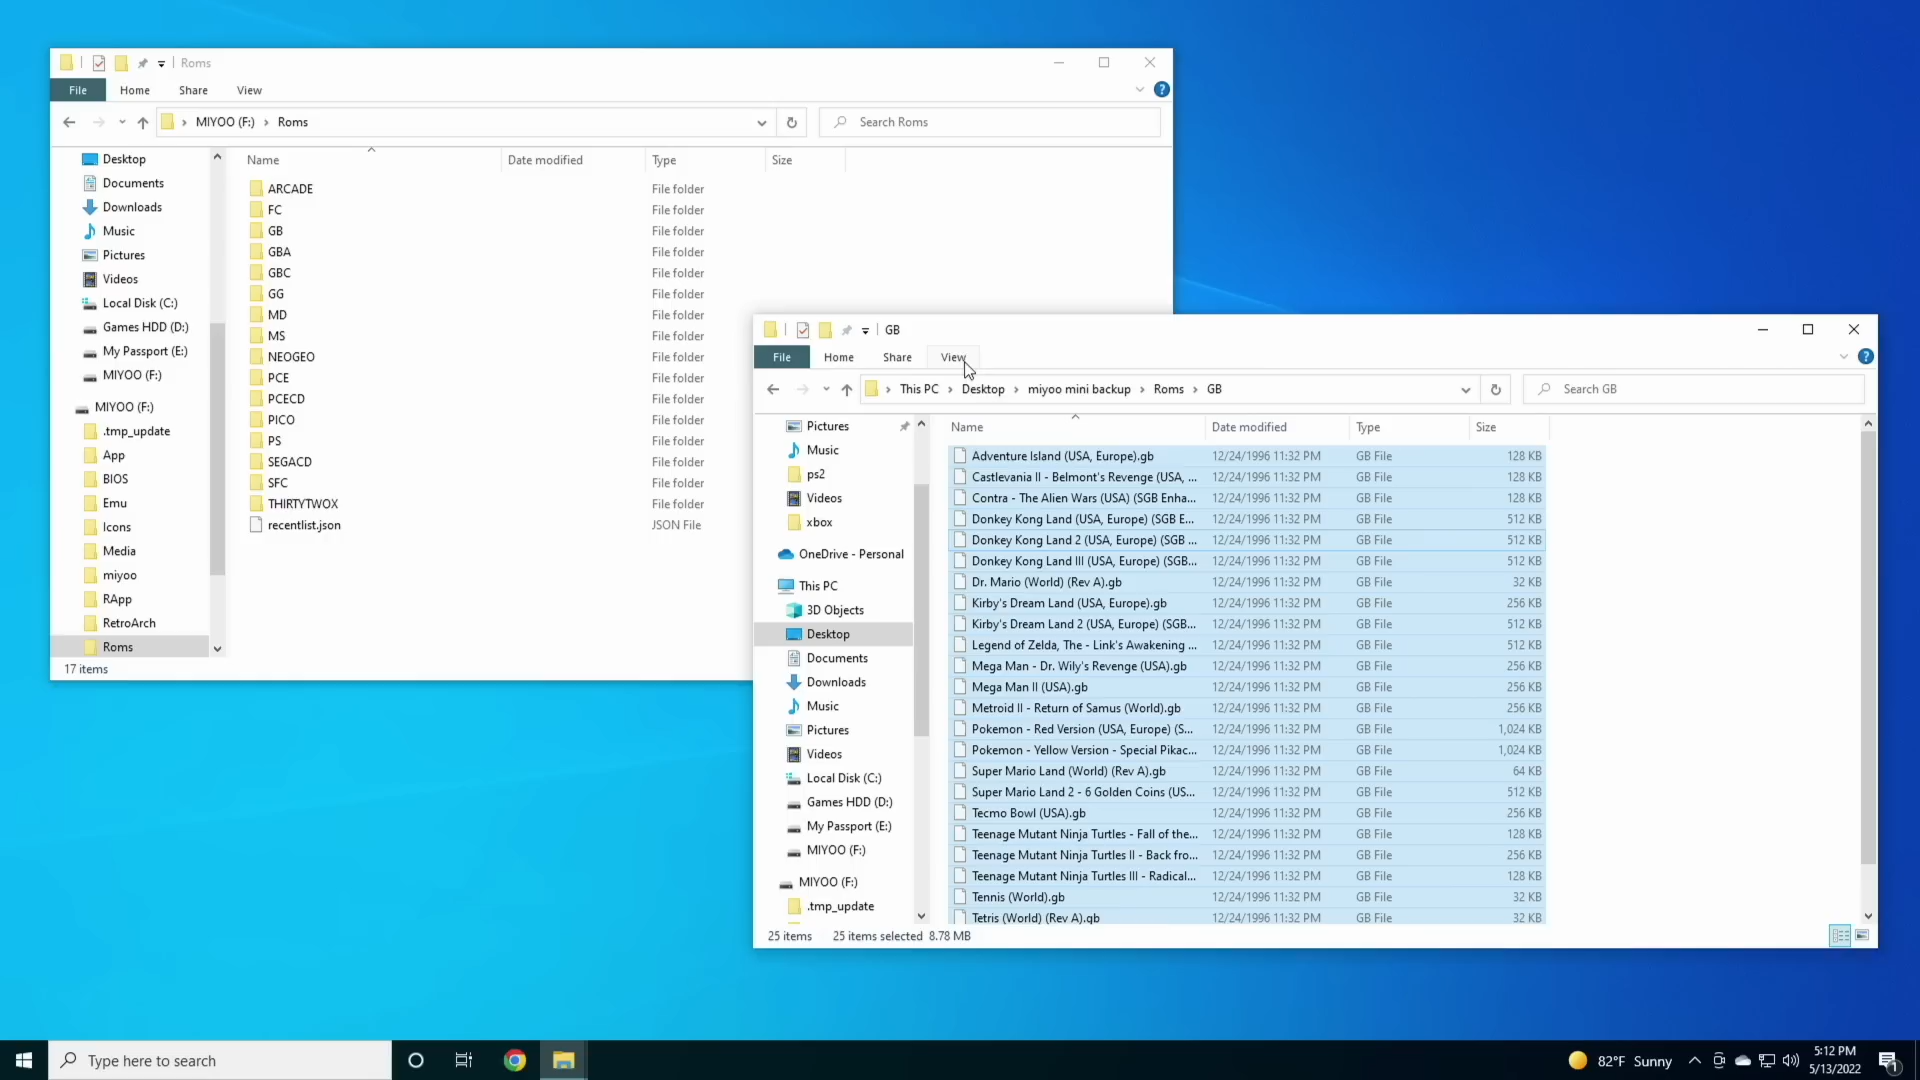 Roms
File Home Share View
MIYOO (F:) Roms
Search Roms
Desktop
Documents
Downloads
Music
Pictures
Videos
Local Disk (C:)
Games HDD (D:)
My Passport (E:)
MIYOO (F:)
MIYOO (F:)
.tmp_update
App
BIOS
Emu
Icons
Media
miyoo
RApp
RetroArch
Roms
Name Date modified Type Size
ARCADE File folder
FC File folder
GB File folder
GBA File folder
GBC File folder
GG File folder
MD File folder
MS File folder
NEOGEO File folder
PCE File folder
PCECD File folder
PICO File folder
PS File folder
SEGACD File folder
SFC File folder
THIRTYTWOX File folder
recentlist.json JSON File
17 items
GB
File Home Share View
This PC Desktop miyoo mini backup Roms GB
Search GB
Pictures
Music
ps2
Videos
xbox
OneDrive - Personal
This PC
3D Objects
Desktop
Documents
Downloads
Music
Pictures
Videos
Local Disk (C:)
Games HDD (D:)
My Passport (E:)
MIYOO (F:)
MIYOO (F:)
.tmp_update
Name Date modified Type Size
Adventure Island (USA, Europe).gb 12/24/1996 11:32 PM GB File 128 KB
Castlevania II - Belmont's Revenge (USA, ... 12/24/1996 11:32 PM GB File 128 KB
Contra - The Alien Wars (USA) (SGB Enha... 12/24/1996 11:32 PM GB File 128 KB
Donkey Kong Land (USA, Europe) (SGB E... 12/24/1996 11:32 PM GB File 512 KB
Donkey Kong Land 2 (USA, Europe) (SGB ... 12/24/1996 11:32 PM GB File 512 KB
Donkey Kong Land III (USA, Europe) (SGB... 12/24/1996 11:32 PM GB File 512 KB
Dr. Mario (World) (Rev A).gb 12/24/1996 11:32 PM GB File 32 KB
Kirby's Dream Land (USA, Europe).gb 12/24/1996 11:32 PM GB File 256 KB
Kirby's Dream Land 2 (USA, Europe) (SGB... 12/24/1996 11:32 PM GB File 512 KB
Legend of Zelda, The - Link's Awakening ... 12/24/1996 11:32 PM GB File 512 KB
Mega Man - Dr. Wily's Revenge (USA).gb 12/24/1996 11:32 PM GB File 256 KB
Mega Man II (USA).gb 12/24/1996 11:32 PM GB File 256 KB
Metroid II - Return of Samus (World).gb 12/24/1996 11:32 PM GB File 256 KB
Pokemon - Red Version (USA, Europe) (S... 12/24/1996 11:32 PM GB File 1,024 KB
Pokemon - Yellow Version - Special Pikac... 12/24/1996 11:32 PM GB File 1,024 KB
Super Mario Land (World) (Rev A).gb 12/24/1996 11:32 PM GB File 64 KB
Super Mario Land 2 - 6 Golden Coins (US... 12/24/1996 11:32 PM GB File 512 KB
Tecmo Bowl (USA).gb 12/24/1996 11:32 PM GB File 256 KB
Teenage Mutant Ninja Turtles - Fall of the... 12/24/1996 11:32 PM GB File 128 KB
Teenage Mutant Ninja Turtles II - Back fro... 12/24/1996 11:32 PM GB File 256 KB
Teenage Mutant Ninja Turtles III - Radical... 12/24/1996 11:32 PM GB File 128 KB
Tennis (World).gb 12/24/1996 11:32 PM GB File 32 KB
Tetris (World) (Rev A).gb 12/24/1996 11:32 PM GB File 32 KB
25 items 25 items selected 8.78 MB
Type here to search
82°F Sunny
5:12 PM
5/13/2022
1